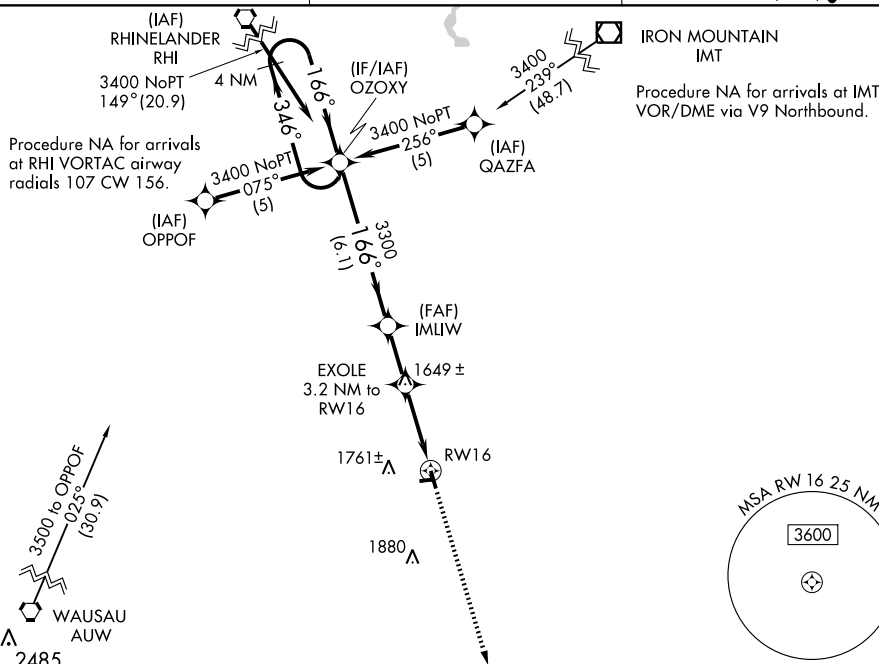 (IAF)
RHINELANDER
RHI
3400 NoPT
149° (20.9)
4 NM
166°
346°
(IF/IAF)
OZOXY
3400 NoPT
256°
(5)
(IAF)
QAZFA
3400
239°
(48.7)
IRON MOUNTAIN
IMT
Procedure NA for arrivals at IMT
VOR/DME via V9 Northbound.
Procedure NA for arrivals
at RHI VORTAC airway
radials 107 CW 156.
3400 NoPT
075°
(5)
(IAF)
OPPOF
3300
166°
(6.1)
(FAF)
IMLIW
EXOLE
3.2 NM to
RW16
1649 ±
1761±
RW16
1880
3500 to OPPOF
025°
(30.9)
WAUSAU
AUW
2485
MSA RW 16 25 NM
3600